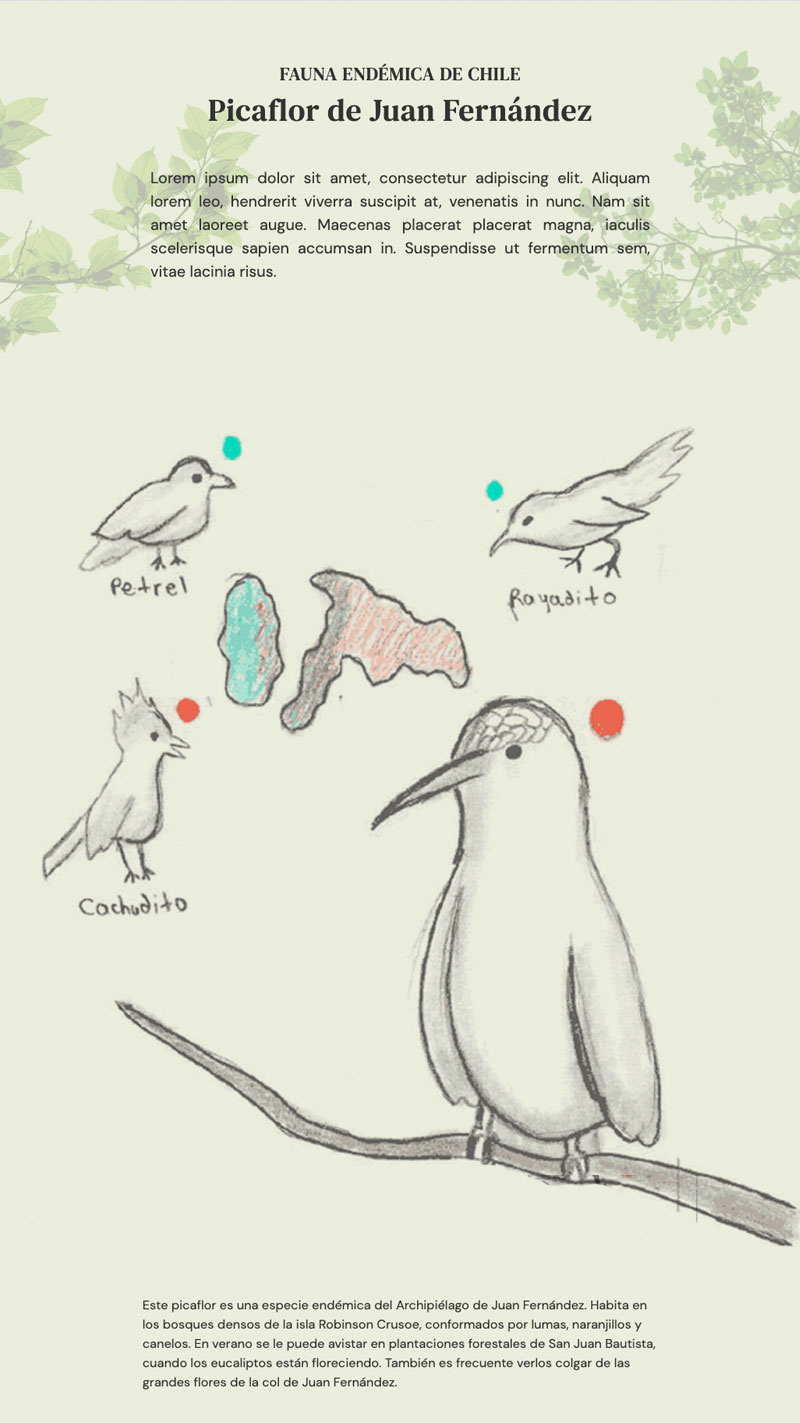 FAUNA ENDÉMICA DE CHILE
Picaflor de Juan Fernández
Lorem ipsum dolor sit amet, consectetur adipiscing elit. Aliquam
lorem leo, hendrerit viverra suscipit at, venenatis in nunc. Nam sit
amet laoreet augue. Maecenas placerat placerat magna, iaculis
scelerisque sapien accumsan in. Suspendisse ut fermentum sem,
vitae lacinia risus.
Petrel
Rayadito
Cachudito
Este picaflor es una especie endémica del Archipiélago de Juan Fernández. Habita en
los bosques densos de la isla Robinson Crusoe, conformados por lumas, naranjillos y
canelos. En verano se le puede avistar en plantaciones forestales de San Juan Bautista,
cuando los eucaliptos están floreciendo. También es frecuente verlos colgar de las
grandes flores de la col de Juan Fernández.